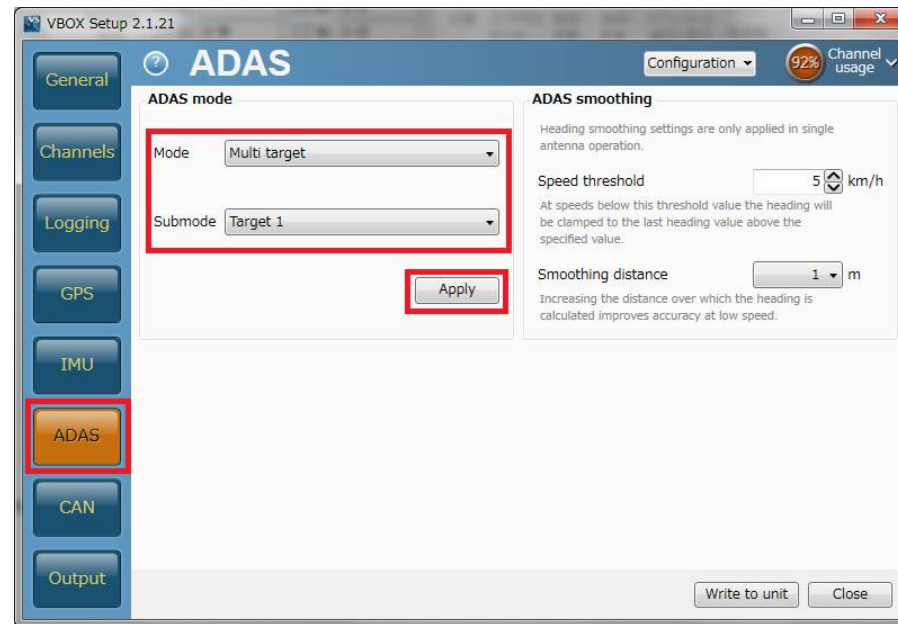 VBOX Setup 2.1.21
General
Channels
Logging
GPS
IMU
ADAS
CAN
Output
? ADAS
Configuration
92% Channel usage
ADAS mode
Mode Multi target
Submode Target 1
Apply
ADAS smoothing
Heading smoothing settings are only applied in single
antenna operation.
Speed threshold 5 km/h
At speeds below this threshold value the heading will
be clamped to the last heading value above the
specified value.
Smoothing distance 1 m
Increasing the distance over which the heading is
calculated improves accuracy at low speed.
Write to unit Close